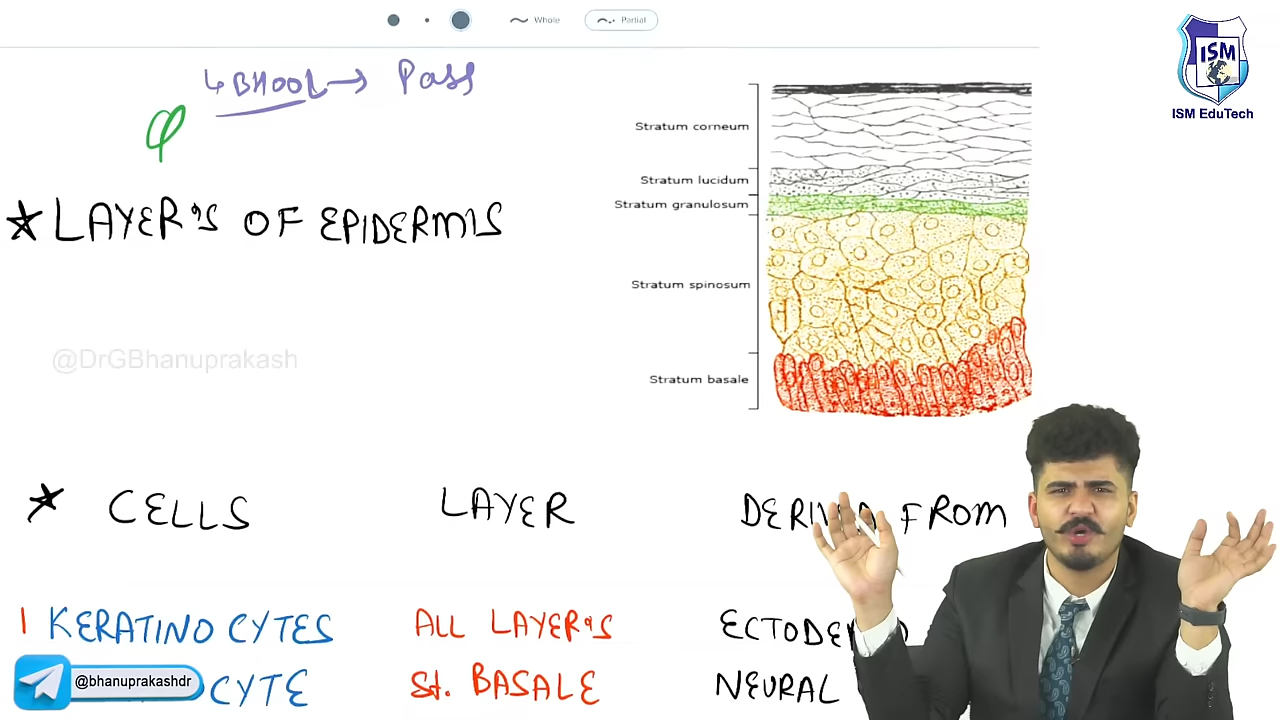 Whole
Partial
↳ BHOOL → Pass
ISM
ISM EduTech
Stratum corneum
Stratum lucidum
Stratum granulosum
Stratum spinosum
Stratum basale
★ LAYER'S OF EPIDERMIS
@DrGBhanuprakash
★ CELLS LAYER FROM
1 KERATINOCYTES ALL LAYER'S
@bhanuprakashdr
CYTE St. BASALE NEURAL